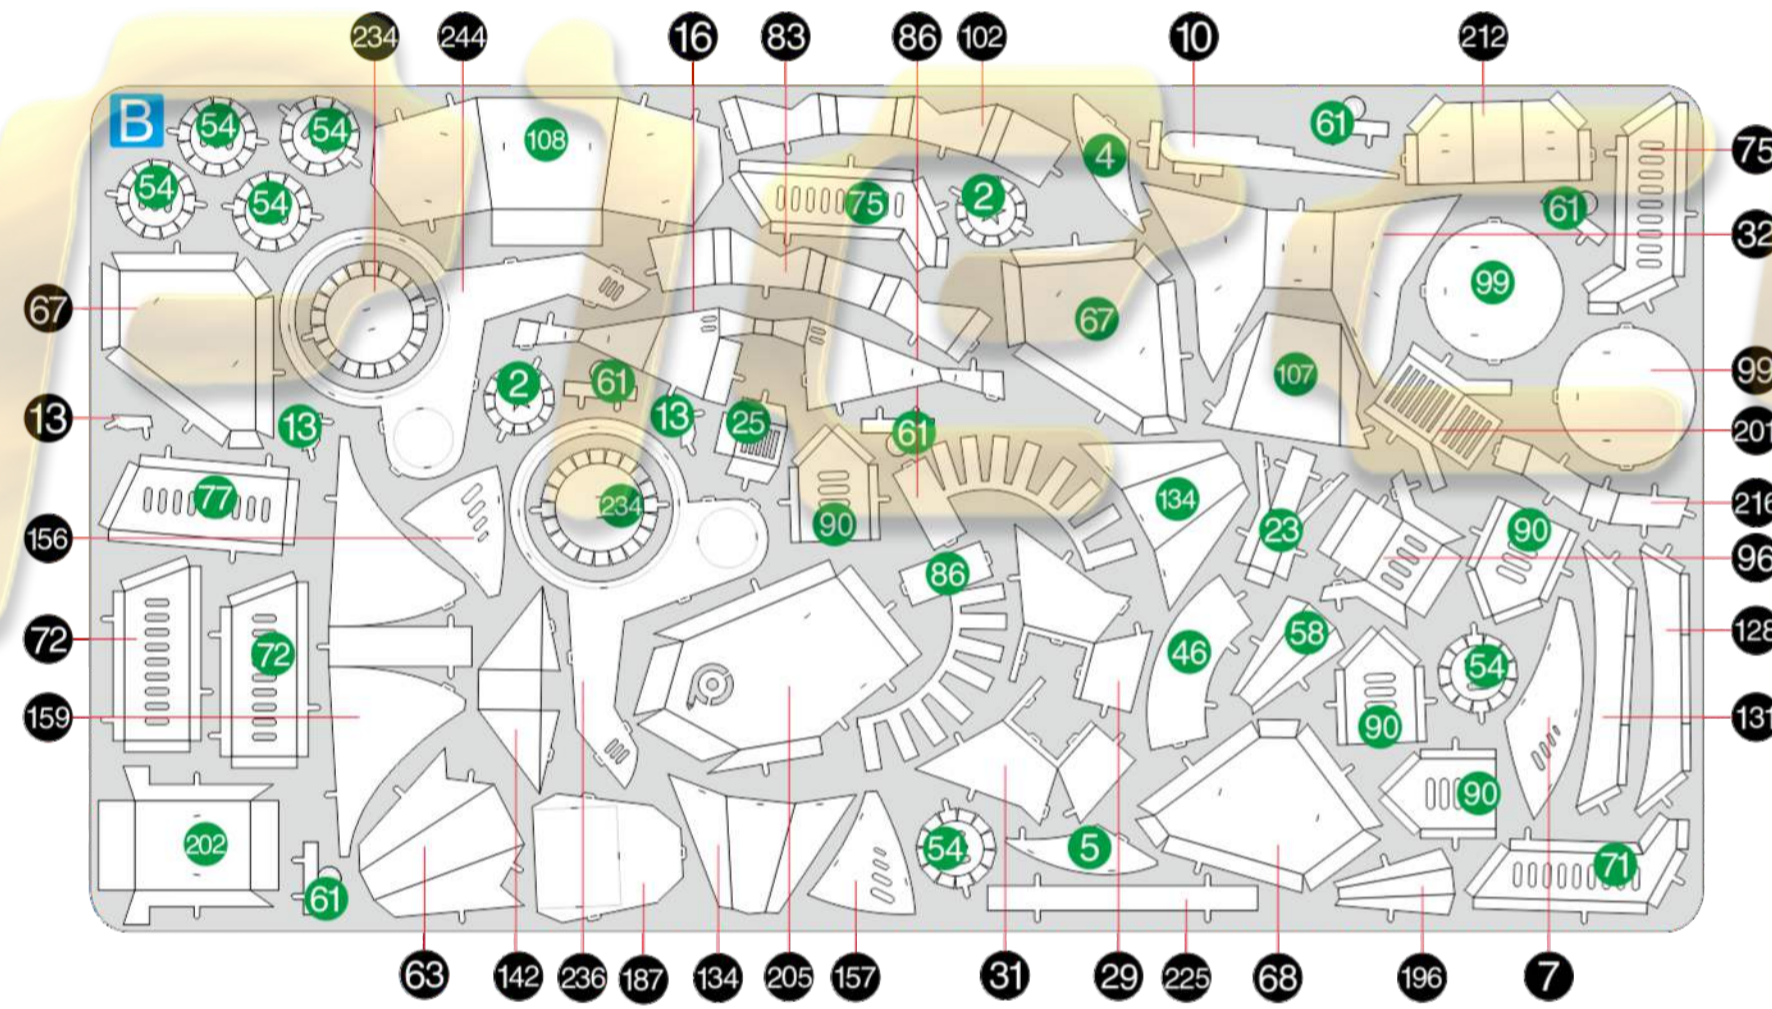 234 244 16 83 86 102 10 212
B 54 54 108 4 61 75
54 54 75 2 61 32
67 67 99
2 61 107 99
13 13 13 25 61 201
77 234 90 134 23 90 216
156 86 96
72 72 46 58 54 128
159 90 131
202 54 5 90 71
61
63 142 236 187 134 205 157 31 29 225 68 196 7